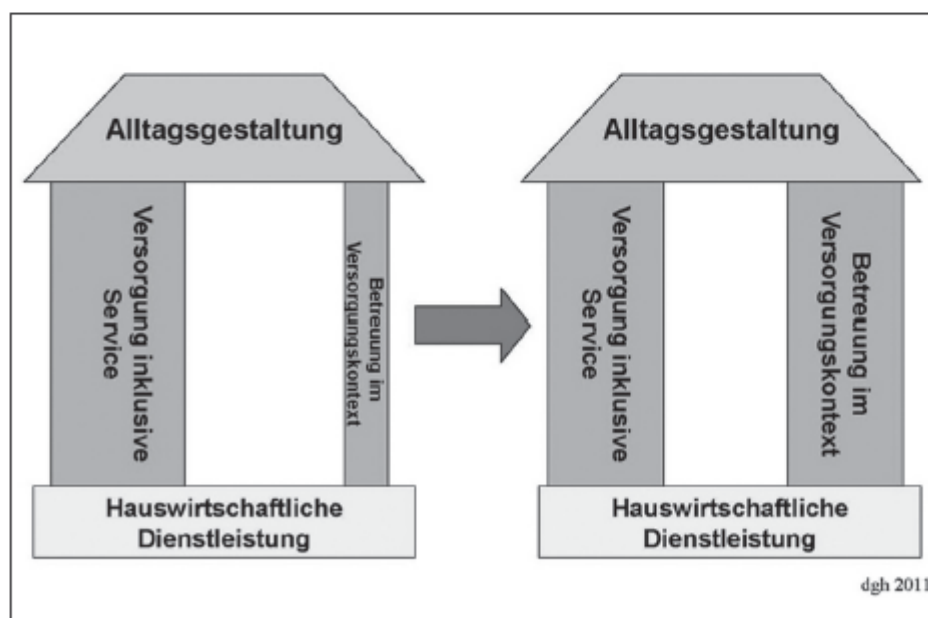 Alltagsgestaltung
Versorgung inklusive
Service
Betreuung im
Versorgungskontext
Hauswirtschaftliche
Dienstleistung
Alltagsgestaltung
Versorgung inklusive
Service
Betreuung im
Versorgungskontext
Hauswirtschaftliche
Dienstleistung
dgh 2011